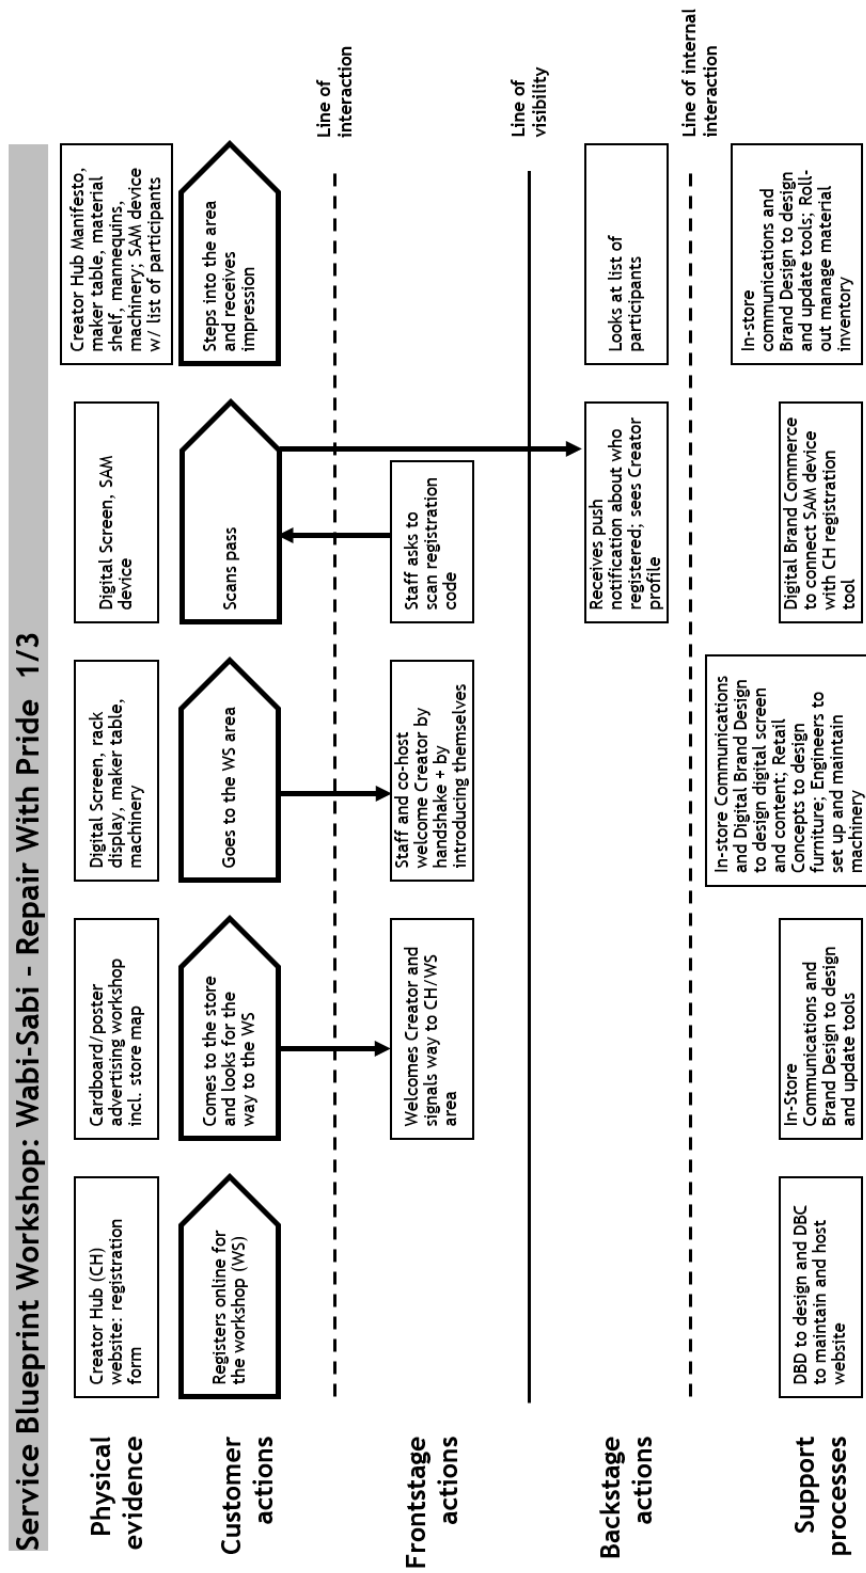 Service Blueprint Workshop: Wabi-Sabi - Repair With Pride 1/3
Physical
evidence
Creator Hub (CH)
website: registration
form
Cardboard/poster
advertising workshop
incl. store map
Digital Screen, rack
display, maker table,
machinery
Digital Screen, SAM
device
Creator Hub Manifesto,
maker table, material
shelf, mannequins,
machinery; SAM device
w/ list of participants
Customer
actions
Registers online for
the workshop (WS)
Comes to the store
and looks for the
way to the WS
Goes to the WS area
Scans pass
Steps into the area
and receives
impression
Line of
interaction
Frontstage
actions
Welcomes Creator and
signals way to CH/WS
area
Staff and co-host
welcome Creator by
handshake + by
introducing themselves
Staff asks to
scan registration
code
Line of
visibility
Backstage
actions
Receives push
notification about who
registered; sees Creator
profile
Looks at list of
participants
Line of internal
interaction
Support
processes
DBD to design and DBC
to maintain and host
website
In-Store
Communications and
Brand Design to design
and update tools
In-store Communications
and Digital Brand Design
to design digital screen
and content; Retail
Concepts to design
furniture; Engineers to
set up and maintain
machinery
Digital Brand Commerce
to connect SAM device
with CH registration
tool
In-store
communications and
Brand Design to design
and update tools; Roll-
out manage material
inventory